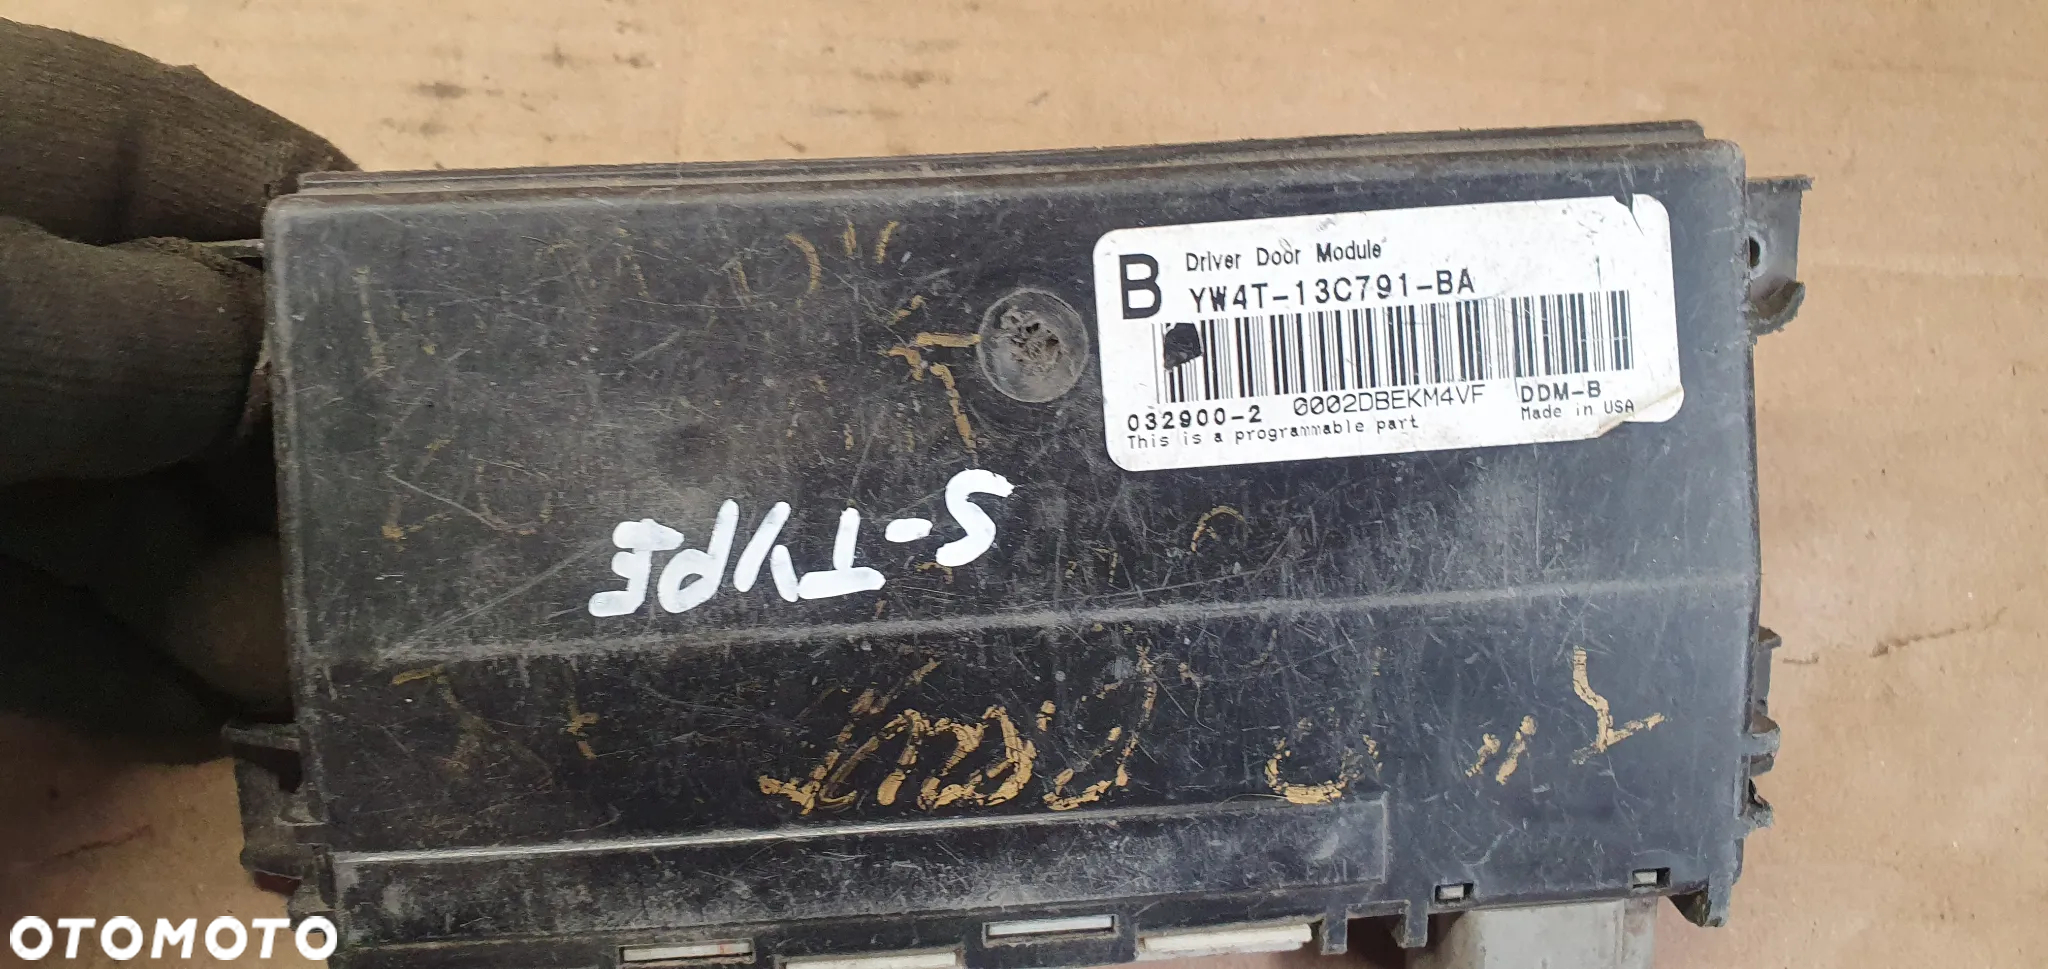 B
Driver Door Module
YW4T-13C791-BA
1
032900-2 0002DBEKM4VF DDM-B
Made in USA
This is a programmable part
S-TYPE
OTOMOTO